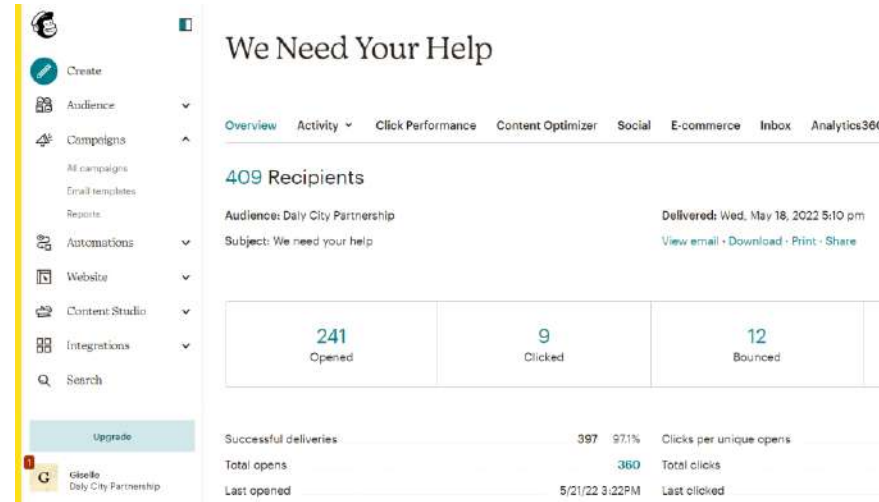 We Need Your Help
Create
Audience
Campaigns
All campaigns
Email templates
Reports
Automations
Website
Content Studio
Integrations
Search
Upgrade
1
G
Giselle
Daly City Partnership
Overview Activity Click Performance Content Optimizer Social E-commerce Inbox Analytics360
409 Recipients
Audience: Daly City Partnership
Delivered: Wed, May 18, 2022 5:10 pm
Subject: We need your help
View email · Download · Print · Share
241 Opened
9 Clicked
12 Bounced
Successful deliveries 397 97.1%
Clicks per unique opens
Total opens 360
Total clicks
Last opened 5/21/22 3:22PM
Last clicked